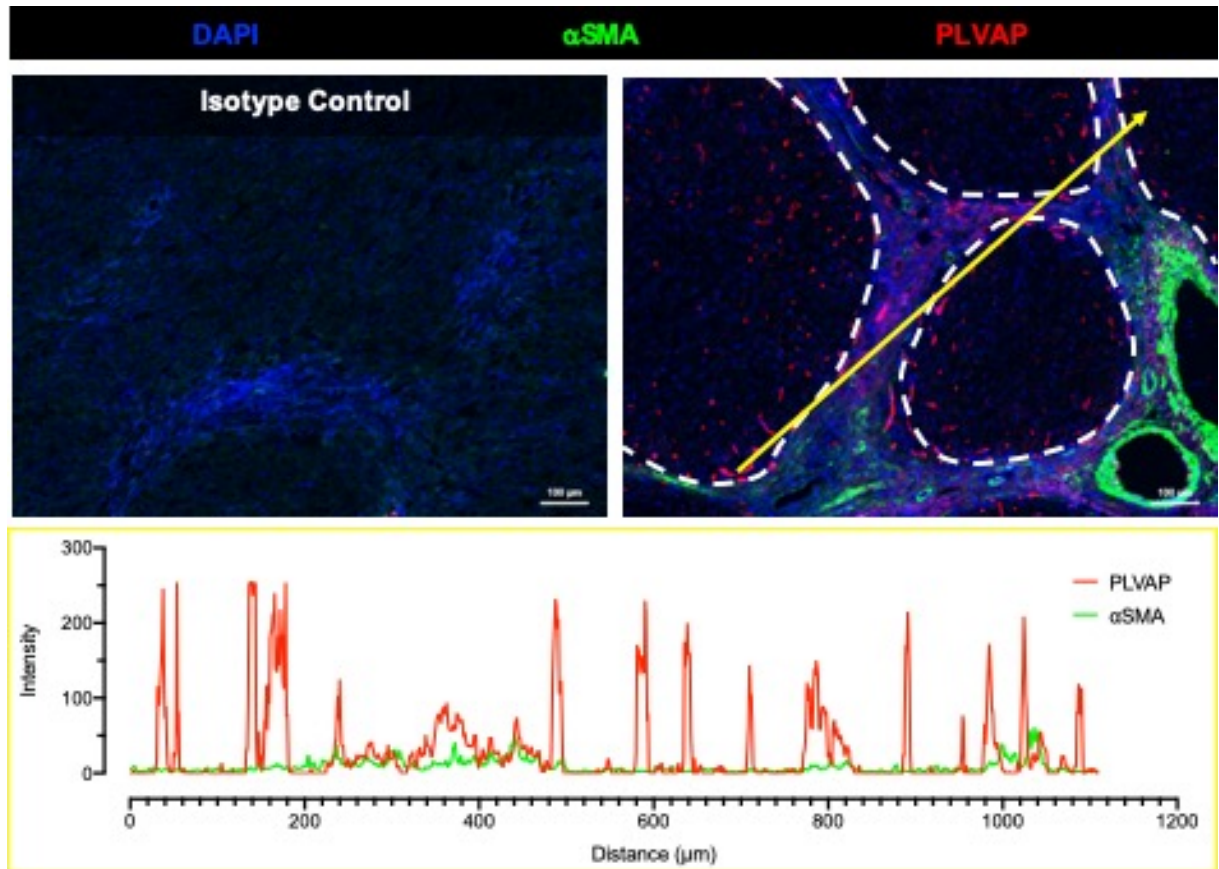 DAPI αSMA PLVAP
Isotype Control
100 µm
100 µm
300
200
100
0
Intensity
PLVAP
αSMA
0 200 400 600 800 1000 1200
Distance (µm)